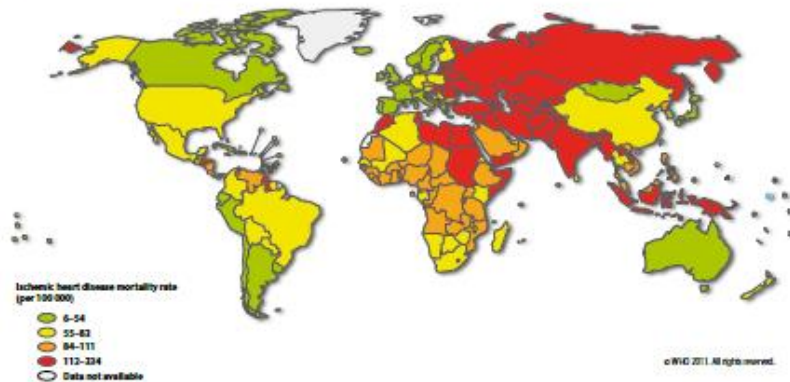 Ischemic heart disease mortality rate
(per 100 000)
6–54
55–83
84–111
112–234
Data not available
© WHO 2011. All rights reserved.